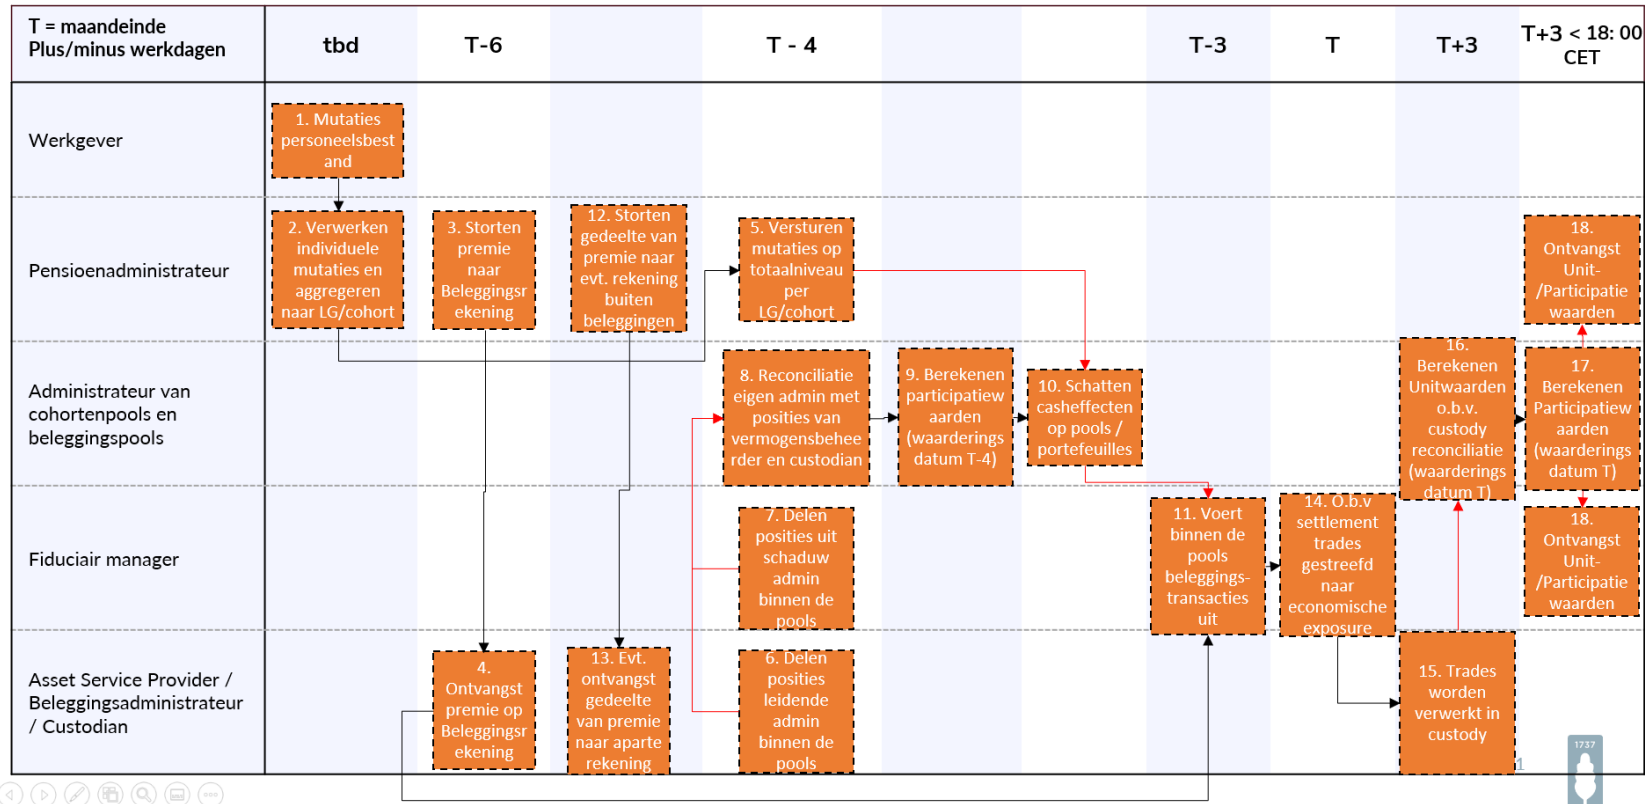 T = maandeinde
Plus/minus werkdagen
tbd
T-6
T - 4
T-3
T
T+3
T+3 < 18: 00
CET
Werkgever
1. Mutaties
personeelsbest
and
Pensioenadministrateur
2. Verwerken
individuele
mutaties en
aggregeren
naar LG/cohort
3. Storten
premie
naar
Beleggingsr
ekening
12. Storten
gedeelte van
premie naar
evt. rekening
buiten
beleggingen
5. Versturen
mutaties op
totaalniveau
per
LG/cohort
18.
Ontvangst
Unit-
/Participatie
waarden
Administrateur van
cohortenpools en
beleggingspools
8. Reconciliatie
eigen admin met
posities van
vermogensbehee
rder en custodian
9. Berekenen
participatiew
aarden
(waarderings
datum T-4)
10. Schatten
casheffecten
op pools /
portefeuilles
16.
Berekenen
Unitwaarden
o.b.v.
custody
reconciliatie
(waarderings
datum T)
17.
Berekenen
Participatiew
aarden
(waarderings
datum T)
Fiduciair manager
7. Delen
posities uit
schaduw
admin
binnen de
pools
11. Voert
binnen de
pools
beleggings-
transacties
uit
14. O.b.v
settlement
trades
gestreefd
naar
economische
exposure
18.
Ontvangst
Unit-
/Participatie
waarden
Asset Service Provider /
Beleggingsadministrateur
/ Custodian
4.
Ontvangst
premie op
Beleggingsr
ekening
13. Evt.
ontvangst
gedeelte
van premie
naar aparte
rekening
6. Delen
posities
leidende
admin
binnen de
pools
15. Trades
worden
verwerkt in
custody
1
1737